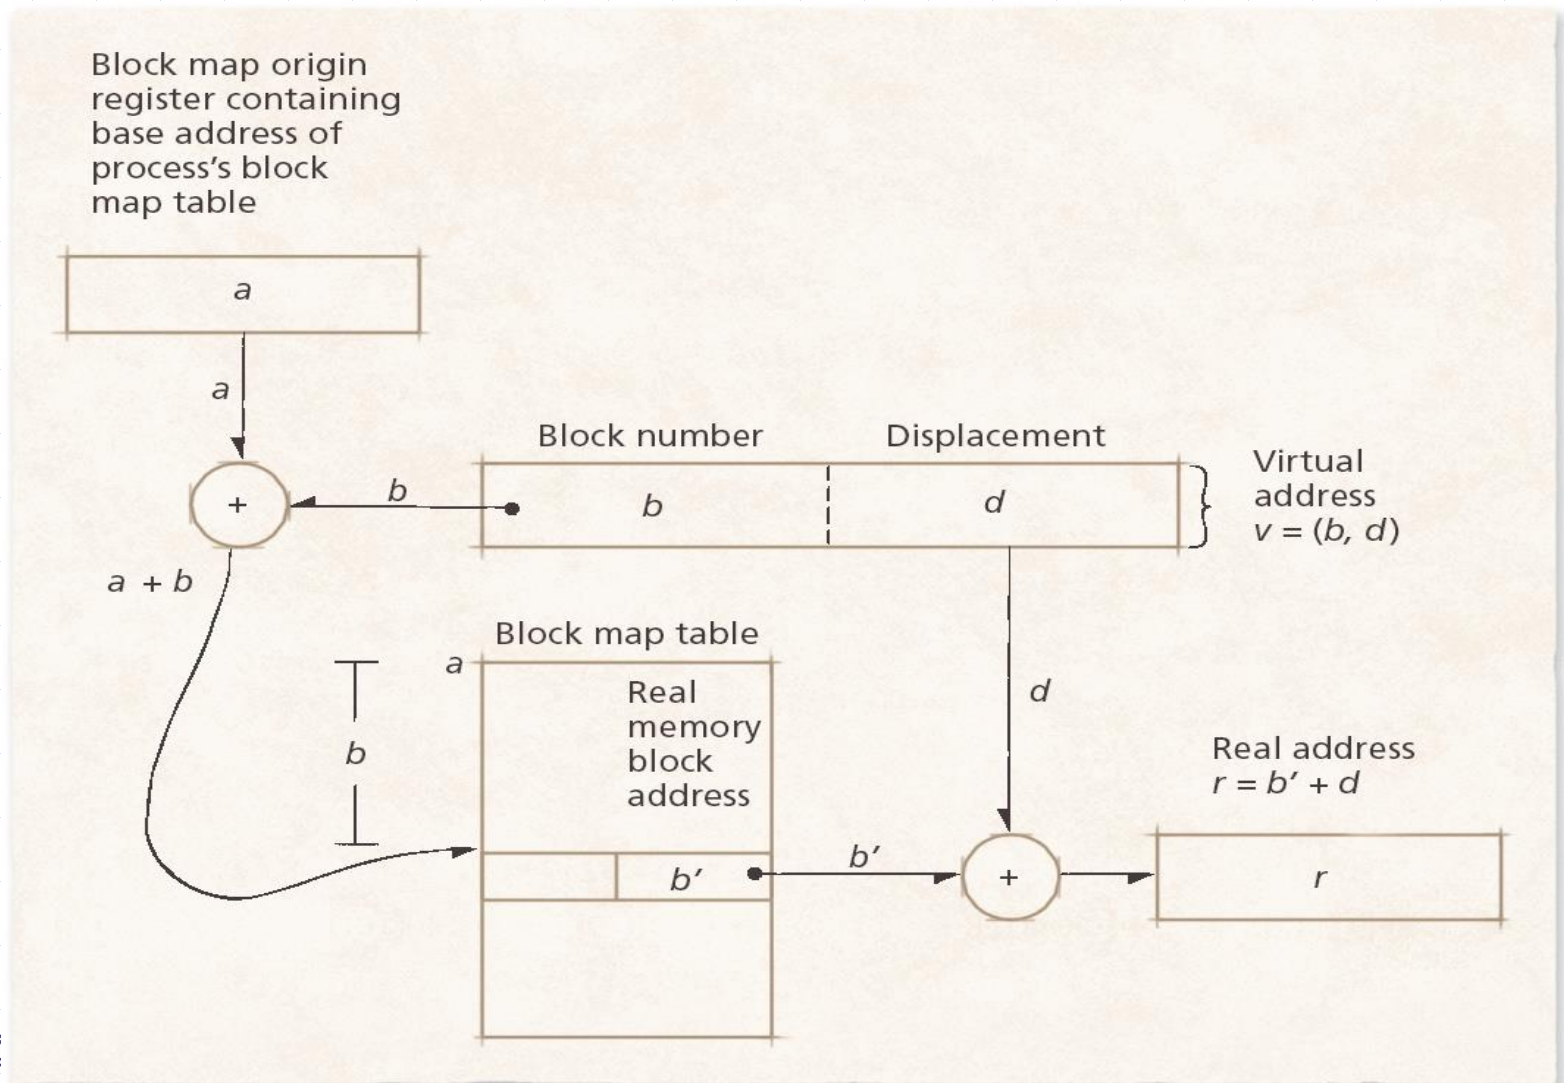 Block map origin
register containing
base address of
process's block
map table
a
a
Block number
Displacement
+
b
b
d
Virtual
address
v = (b, d)
a + b
Block map table
a
b
Real
memory
block
address
d
Real address
r = b′ + d
b′
b′
+
r